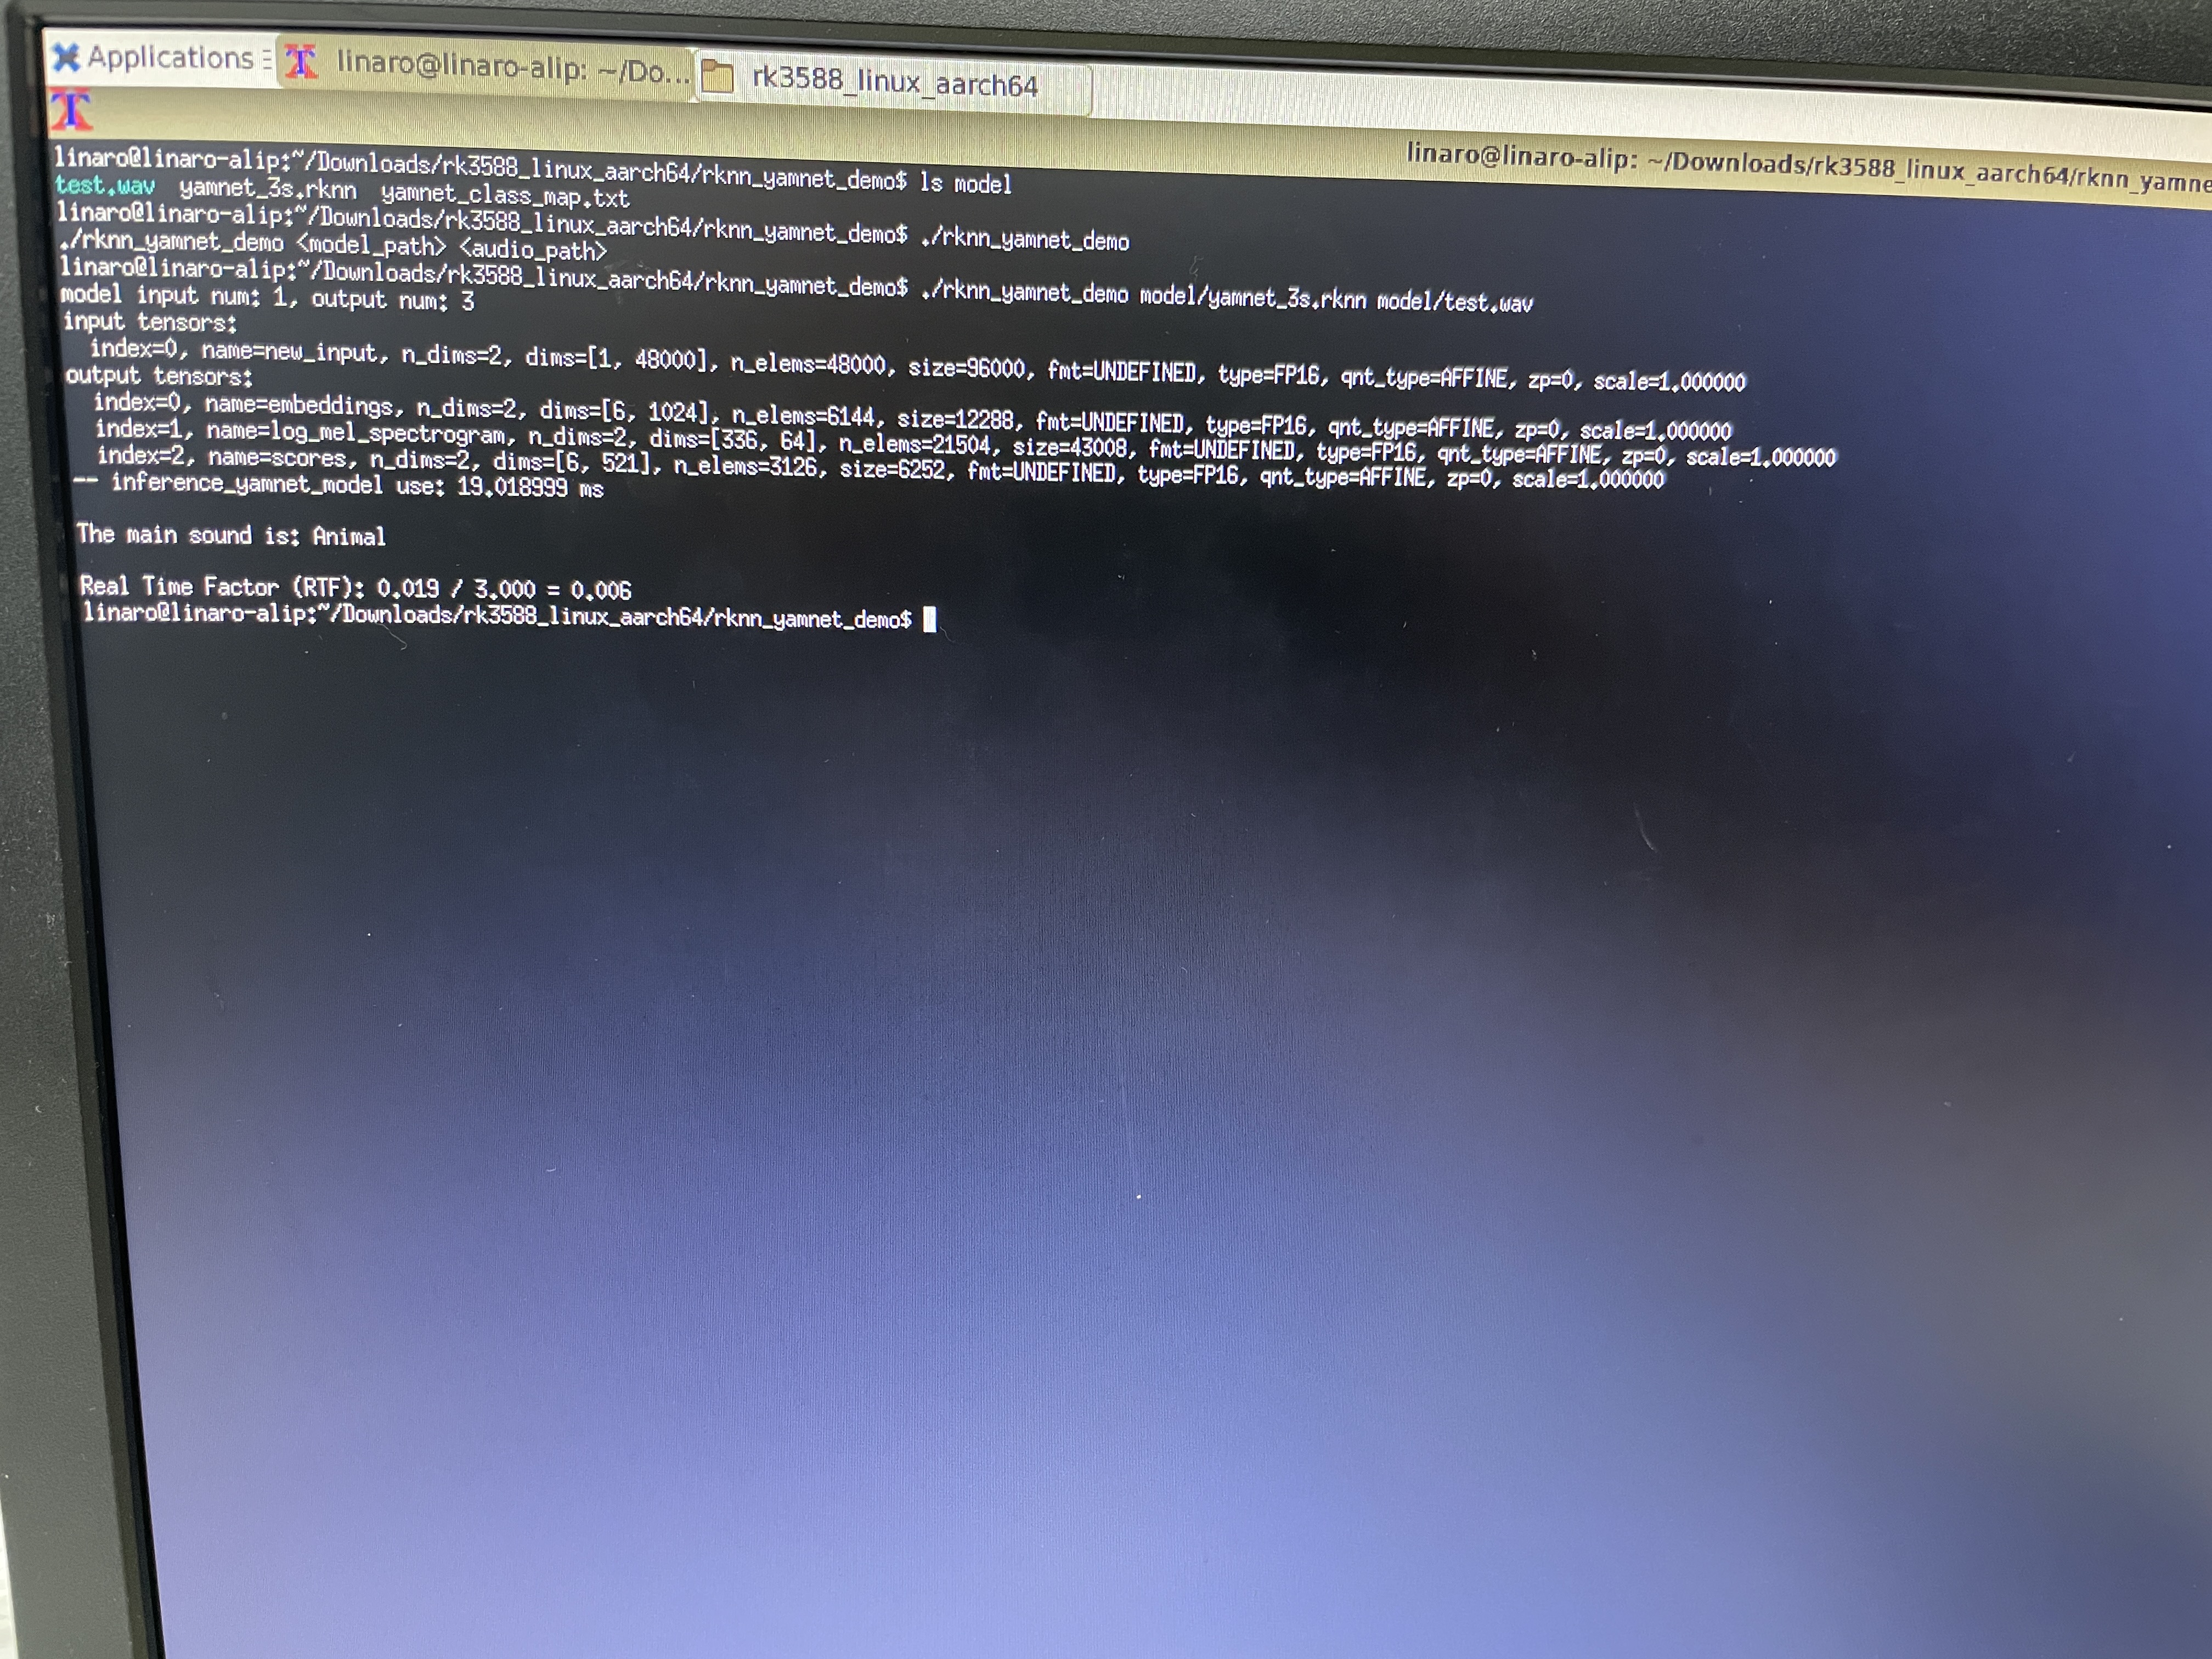 Applications
linaro@linaro-alip: ~/Do...
rk3588_linux_aarch64
linaro@linaro-alip: ~/Downloads/rk3588_linux_aarch64/rknn_yamne
linaro@linaro-alip:~/Downloads/rk3588_linux_aarch64/rknn_yamnet_demo$ ls model
test.wav  yamnet_3s.rknn  yamnet_class_map.txt
linaro@linaro-alip:~/Downloads/rk3588_linux_aarch64/rknn_yamnet_demo$ ./rknn_yamnet_demo
./rknn_yamnet_demo <model_path> <audio_path>
linaro@linaro-alip:~/Downloads/rk3588_linux_aarch64/rknn_yamnet_demo$ ./rknn_yamnet_demo model/yamnet_3s.rknn model/test.wav
model input num: 1, output num: 3
input tensors:
  index=0, name=new_input, n_dims=2, dims=[1, 48000], n_elems=48000, size=96000, fmt=UNDEFINED, type=FP16, qnt_type=AFFINE, zp=0, scale=1.000000
output tensors:
  index=0, name=embeddings, n_dims=2, dims=[6, 1024], n_elems=6144, size=12288, fmt=UNDEFINED, type=FP16, qnt_type=AFFINE, zp=0, scale=1.000000
  index=1, name=log_mel_spectrogram, n_dims=2, dims=[336, 64], n_elems=21504, size=43008, fmt=UNDEFINED, type=FP16, qnt_type=AFFINE, zp=0, scale=1.000000
  index=2, name=scores, n_dims=2, dims=[6, 521], n_elems=3126, size=6252, fmt=UNDEFINED, type=FP16, qnt_type=AFFINE, zp=0, scale=1.000000
-- inference_yamnet_model use: 19.018999 ms
The main sound is: Animal
Real Time Factor (RTF): 0.019 / 3.000 = 0.006
linaro@linaro-alip:~/Downloads/rk3588_linux_aarch64/rknn_yamnet_demo$